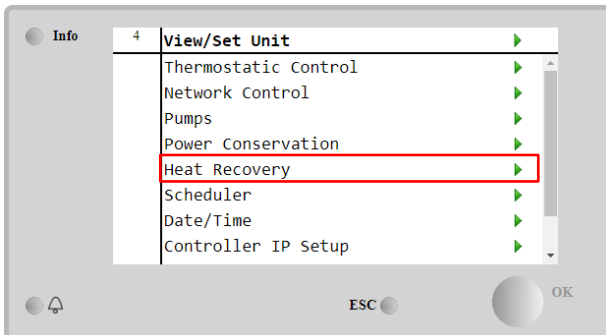 Info
4 View/Set Unit
Thermostatic Control
Network Control
Pumps
Power Conservation
Heat Recovery
Scheduler
Date/Time
Controller IP Setup
ESC
OK